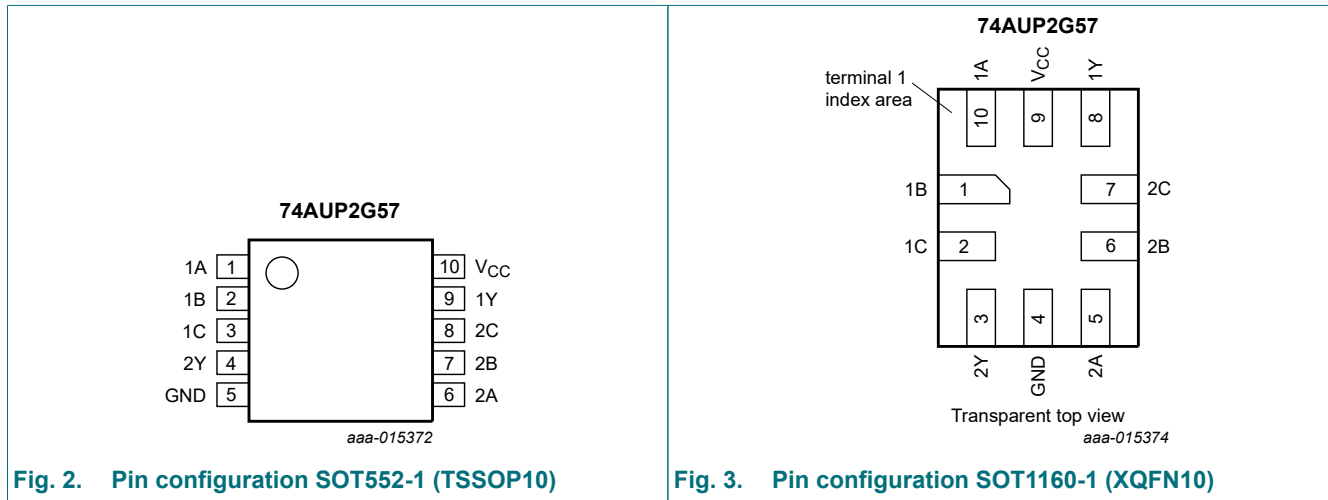 74AUP2G57
1A 1
1B 2
1C 3
2Y 4
GND 5
10 VCC
9 1Y
8 2C
7 2B
6 2A
aaa-015372
Fig. 2. Pin configuration SOT552-1 (TSSOP10)
74AUP2G57
terminal 1
index area
1A VCC 1Y
10 9 8
1B 1 7 2C
1C 2 6 2B
3 4 5
2Y GND 2A
Transparent top view
aaa-015374
Fig. 3. Pin configuration SOT1160-1 (XQFN10)